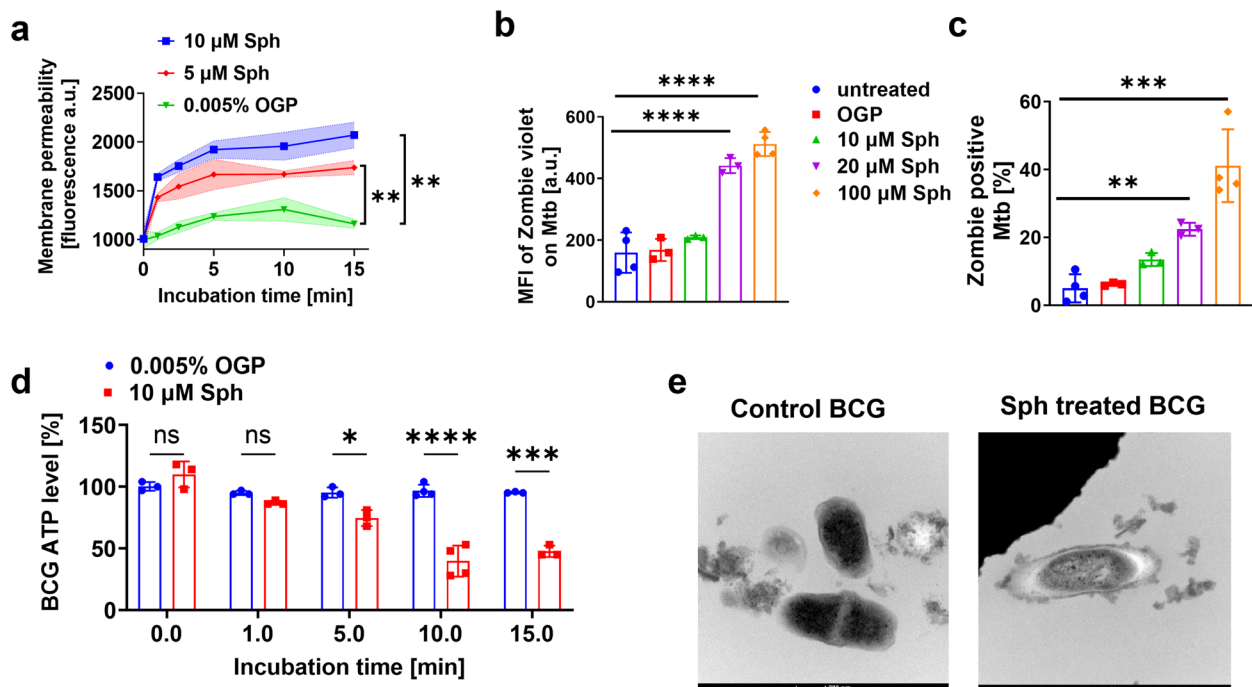 a
10 µM Sph
5 µM Sph
0.005% OGP
Membrane permeability
[fluorescence a.u.]
2500
2000
1500
1000
**
**
0
5
10
15
Incubation time [min]
b
MFI of Zombie violet
on Mtb [a.u.]
600
400
200
0
****
****
untreated
OGP
10 µM Sph
20 µM Sph
100 µM Sph
c
Zombie positive
Mtb [%]
60
40
20
0
***
**
d
0.005% OGP
10 µM Sph
BCG ATP level [%]
150
100
50
0
ns
ns
*
****
***
0.0
1.0
5.0
10.0
15.0
Incubation time [min]
e
Control BCG
Sph treated BCG